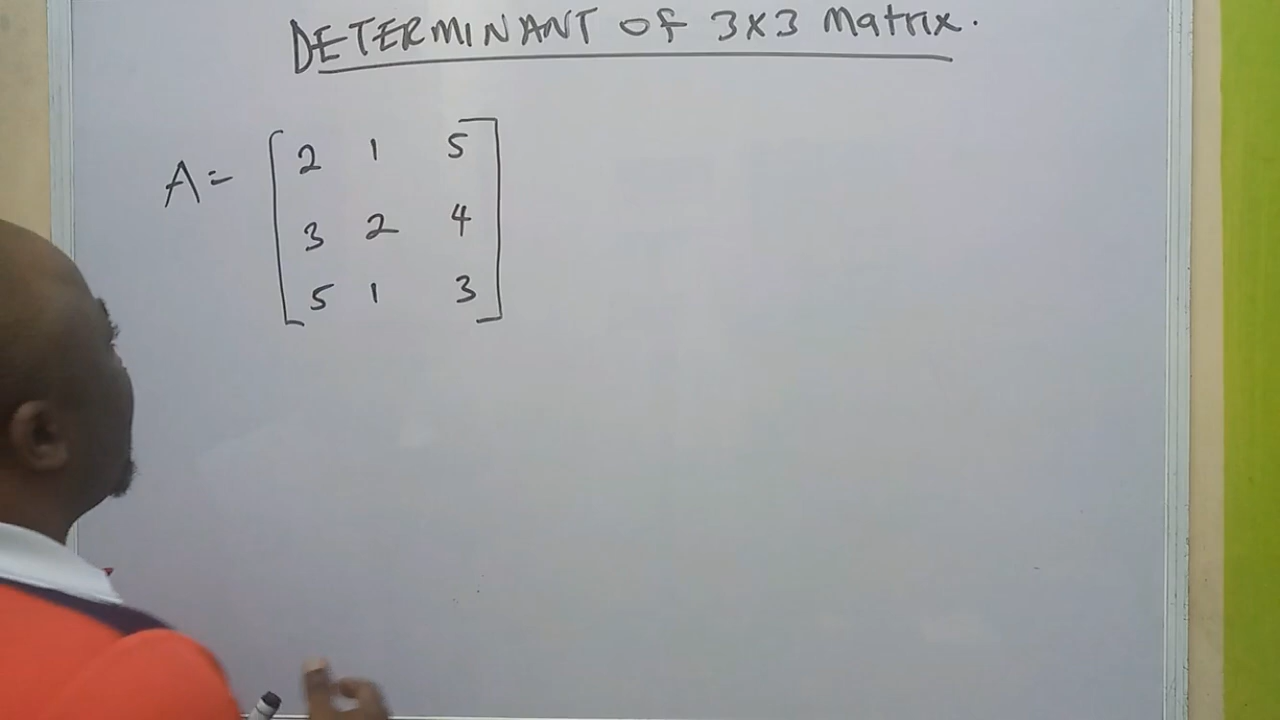 DETERMINANT of 3x3 Matrix.
A = [2 1 5
3 2 4
5 1 3]